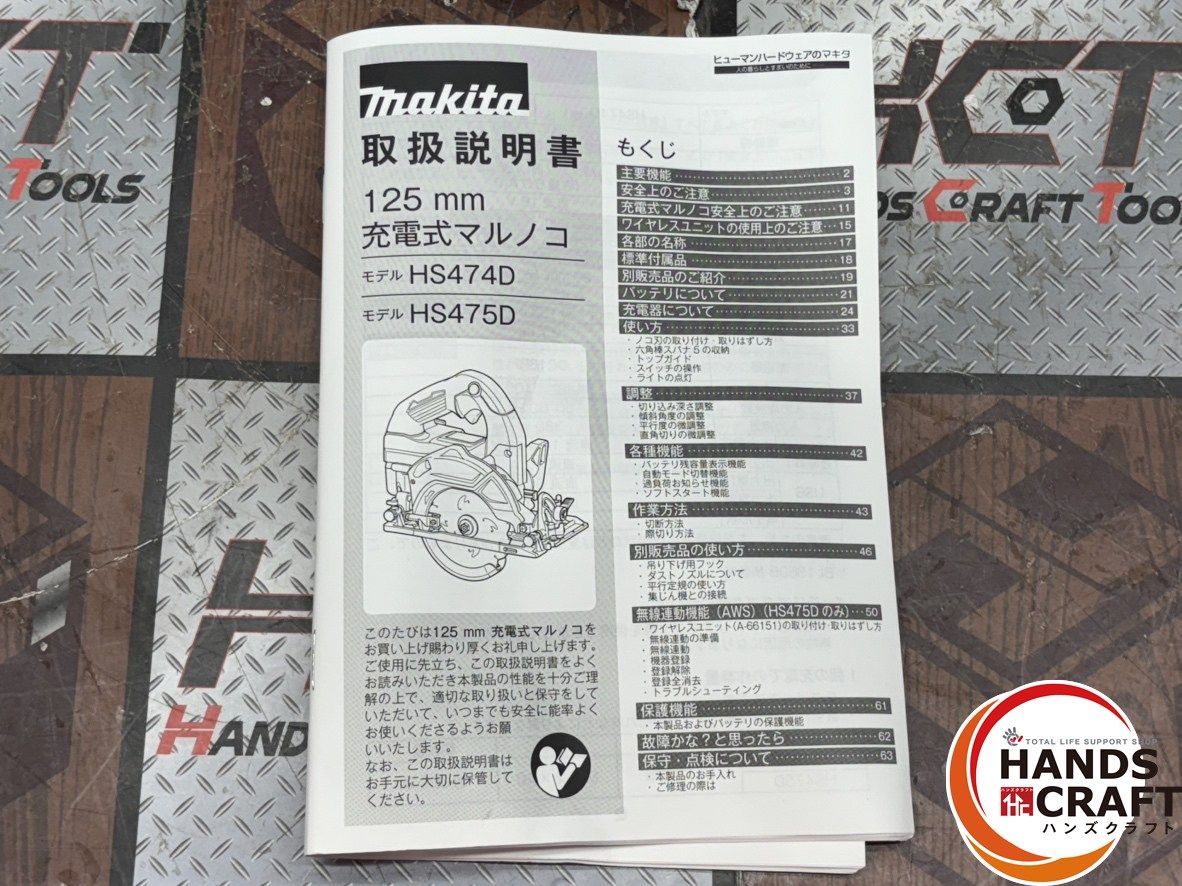 makita
取扱説明書
125 mm
充電式マルノコ
モデル HS474D
モデル HS475D
このたびは125 mm 充電式マルノコを
お買い上げ賜わり厚くお礼申し上げます。
ご使用に先立ち、この取扱説明書をよく
お読みいただき本製品の性能を十分ご理
解の上で、適切な取り扱いと保守をして
いただいて、いつまでも安全に能率よく
お使いくださるようお願
いいたします。
なお、この取扱説明書は
お手元に大切に保管して
ください。
ヒューマンハードウェアのマキタ
人の暮らしとすまいのために
もくじ
主要機能 2
安全上のご注意 3
充電式マルノコ安全上のご注意 11
ワイヤレスユニットの使用上のご注意 15
各部の名称 17
標準付属品 18
別販売品のご紹介 19
バッテリについて 21
充電器について 24
使い方 33
・ノコ刃の取り付け・取りはずし方
・六角棒スパナ5の収納
・トップガイド
・スイッチの操作
・ライトの点灯
調整 37
・切り込み深さ調整
・傾斜角度の調整
・平行度の微調整
・直角切りの微調整
各種機能 42
・バッテリ残容量表示機能
・自動モード切替機能
・過負荷お知らせ機能
・ソフトスタート機能
作業方法 43
・切断方法
・際切り方法
別販売品の使い方 46
・吊り下げ用フック
・ダストノズルについて
・平行定規の使い方
・集じん機との接続
無線連動機能（AWS）（HS475Dのみ） 50
・ワイヤレスユニット(A-66151)の取り付け・取りはずし方
・無線連動の準備
・無線連動
・機器登録
・登録解除
・登録全消去
・トラブルシューティング
保護機能 61
・本製品およびバッテリの保護機能
故障かな？と思ったら 62
保守・点検について 63
・本製品のお手入れ
・ご修理の際は
T
TOOLS
HCT
DS CRAFT TOO
H
HAND
TOTAL LIFE SUPPORT SHOP
HANDS
ハンズクラフト
CRAFT
ハンズクラフト